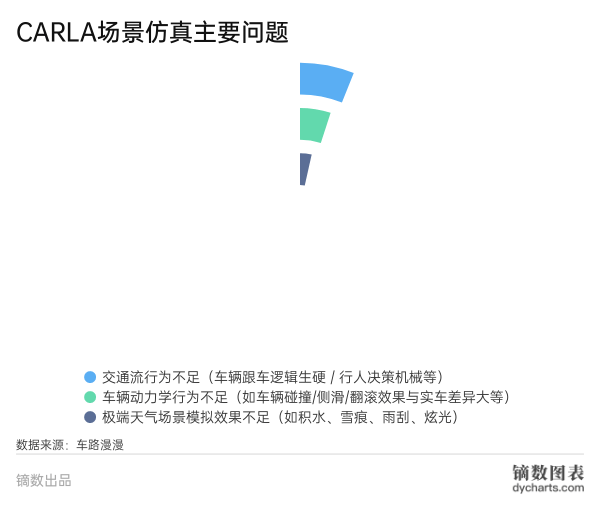 CARLA场景仿真主要问题
交通流行为不足（车辆跟车逻辑生硬 / 行人决策机械等）
车辆动力学行为不足（如车辆碰撞/侧滑/翻滚效果与实车差异大等）
极端天气场景模拟效果不足（如积水、雪痕、雨刮、炫光）
数据来源：车路漫漫
镝数出品
镝数图表
dycharts.com